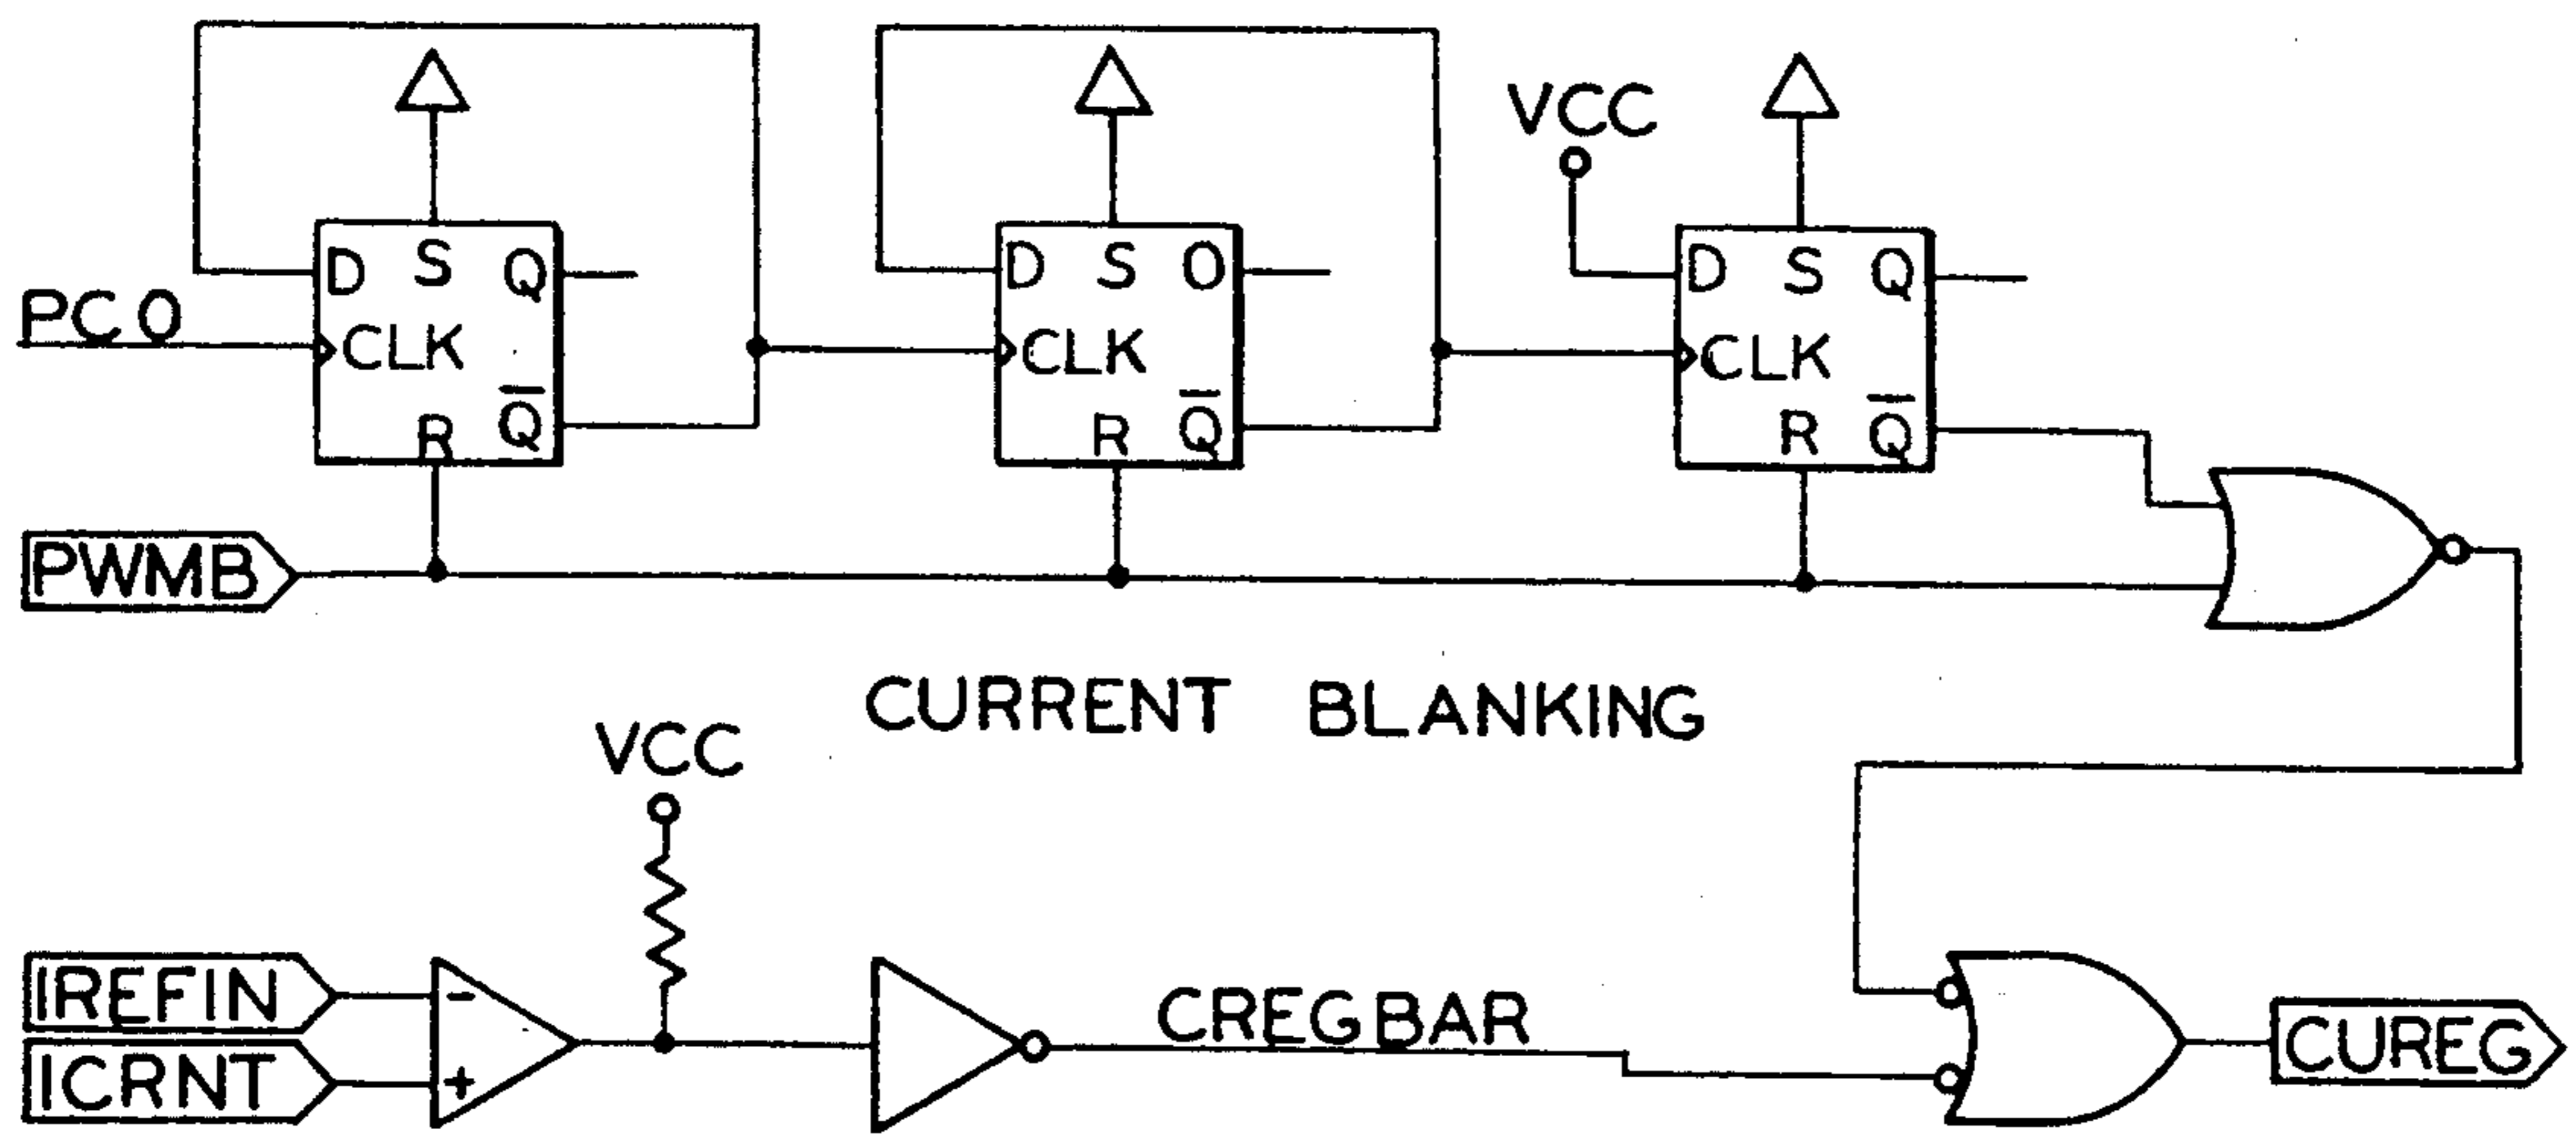 VCC
D S Q
D S O
D S Q
PC0
CLK
CLK
CLK
R Q̅
R Q̅
R Q̅
PWMB
CURRENT BLANKING
VCC
IREFIN
-
CREGBAR
ICRNT
+
CUREG